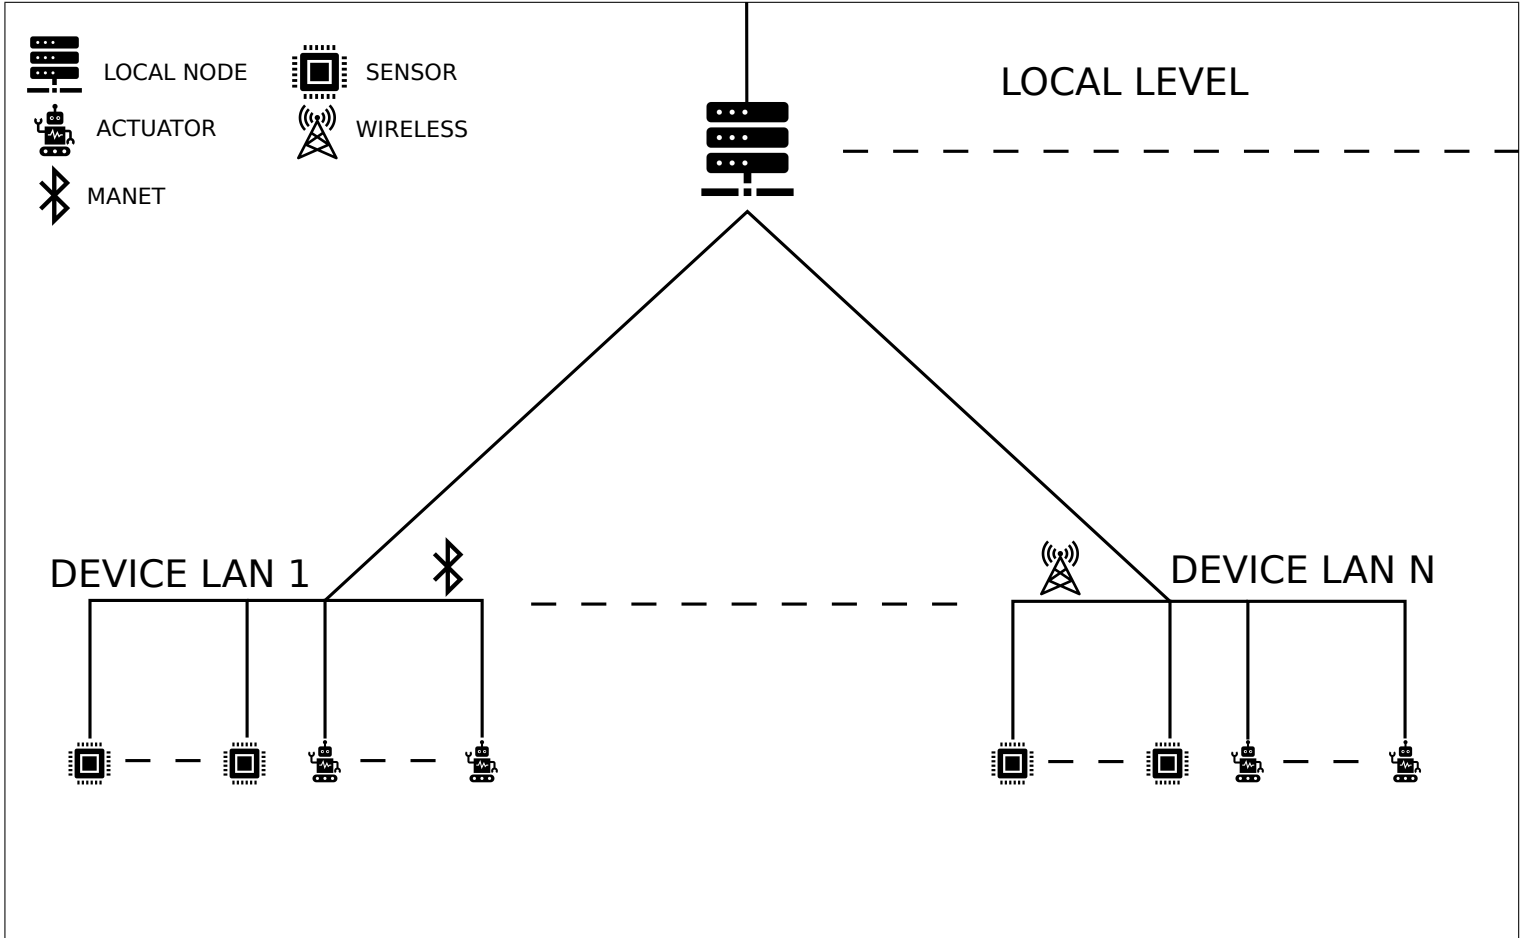 LOCAL NODE
SENSOR
ACTUATOR
WIRELESS
MANET
LOCAL LEVEL
DEVICE LAN 1
DEVICE LAN N